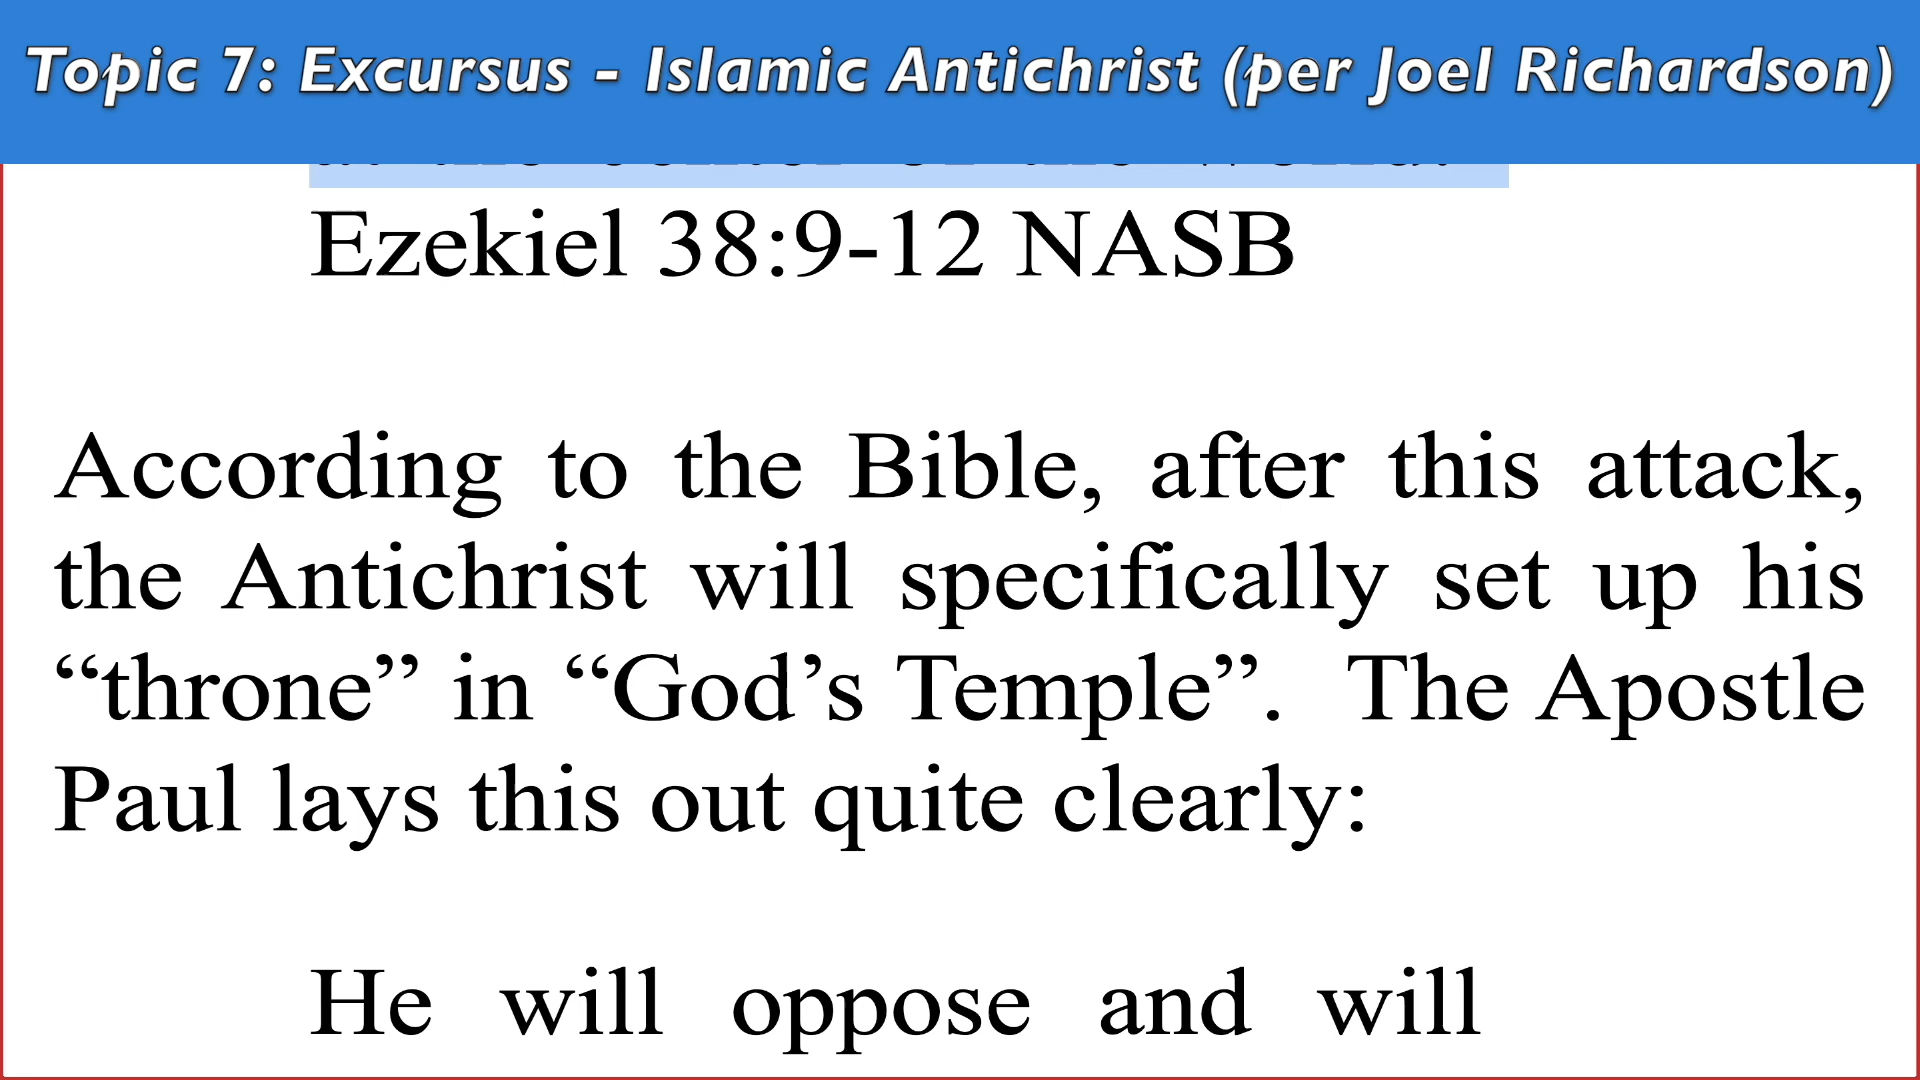 Topic 7: Excursus - Islamic Antichrist (per Joel Richardson)
Ezekiel 38:9-12 NASB
According to the Bible, after this attack,
the Antichrist will specifically set up his
“throne” in “God’s Temple”. The Apostle
Paul lays this out quite clearly:
He will oppose and will